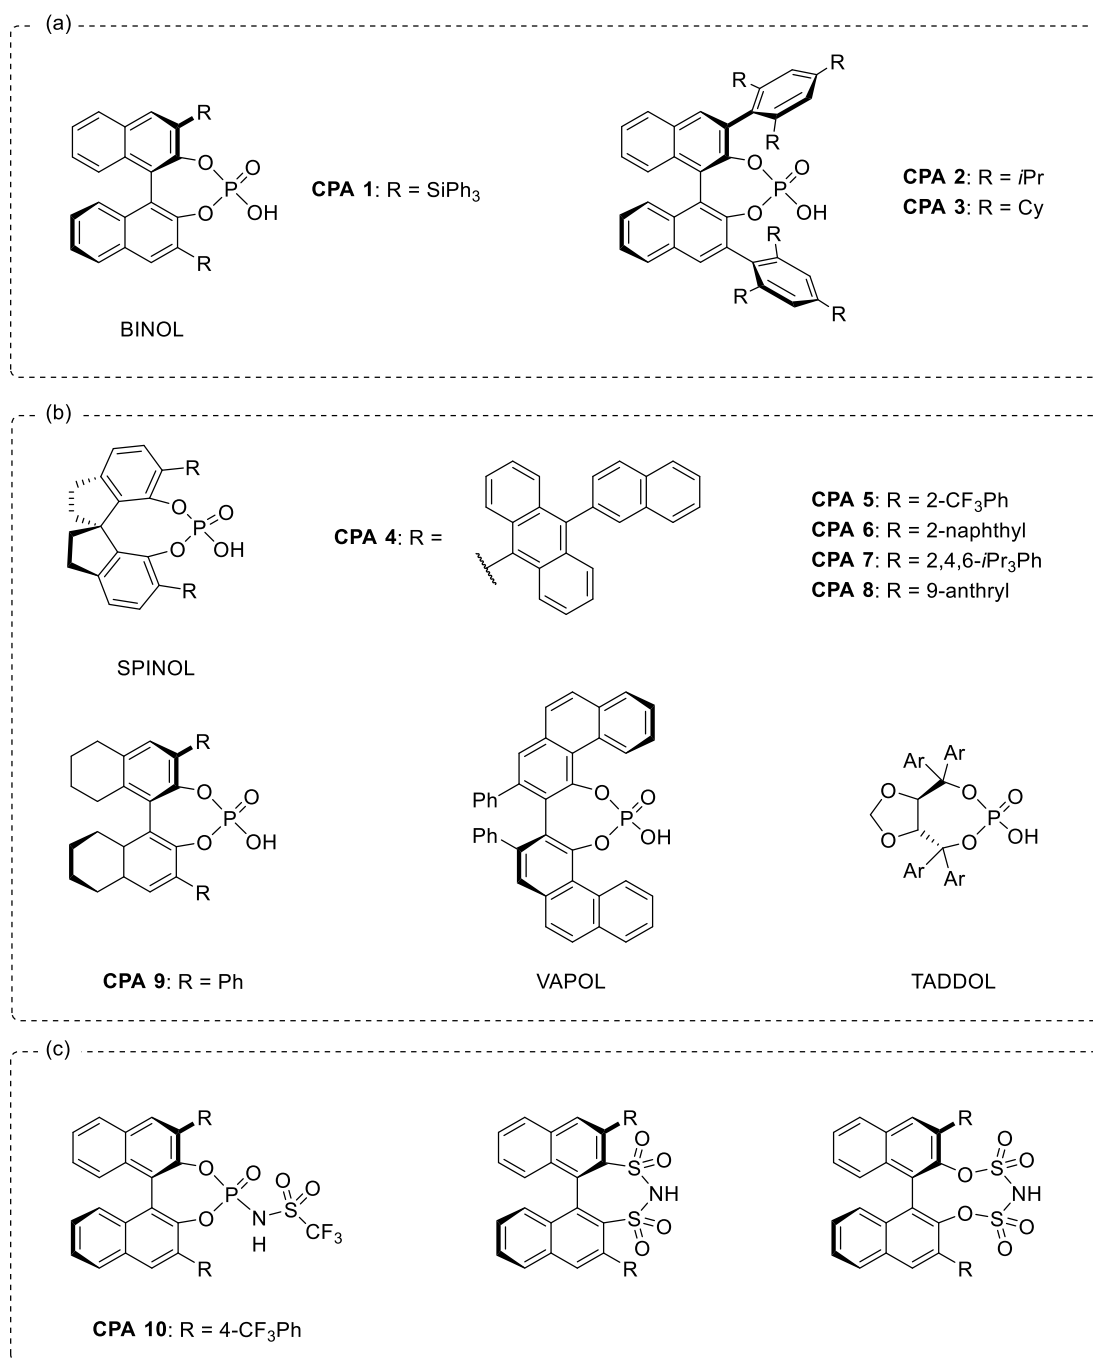 (a)
R
O
O
P
O
OH
R
BINOL
CPA 1: R = SiPh3
R
R
R
O
O
P
O
OH
R
R
R
CPA 2: R = iPr
CPA 3: R = Cy
(b)
R
O
O
P
O
OH
R
SPINOL
CPA 4: R =
CPA 5: R = 2-CF3Ph
CPA 6: R = 2-naphthyl
CPA 7: R = 2,4,6-iPr3Ph
CPA 8: R = 9-anthryl
R
O
O
P
O
OH
R
CPA 9: R = Ph
Ph
Ph
O
O
P
O
OH
VAPOL
Ar
Ar
O
O
O
O
P
O
OH
Ar
Ar
TADDOL
(c)
R
O
O
P
O
O
O
S
N
H
CF3
R
CPA 10: R = 4-CF3Ph
R
O
S
O
NH
S
O
O
R
R
O
O
S
O
NH
O
S
O
O
R